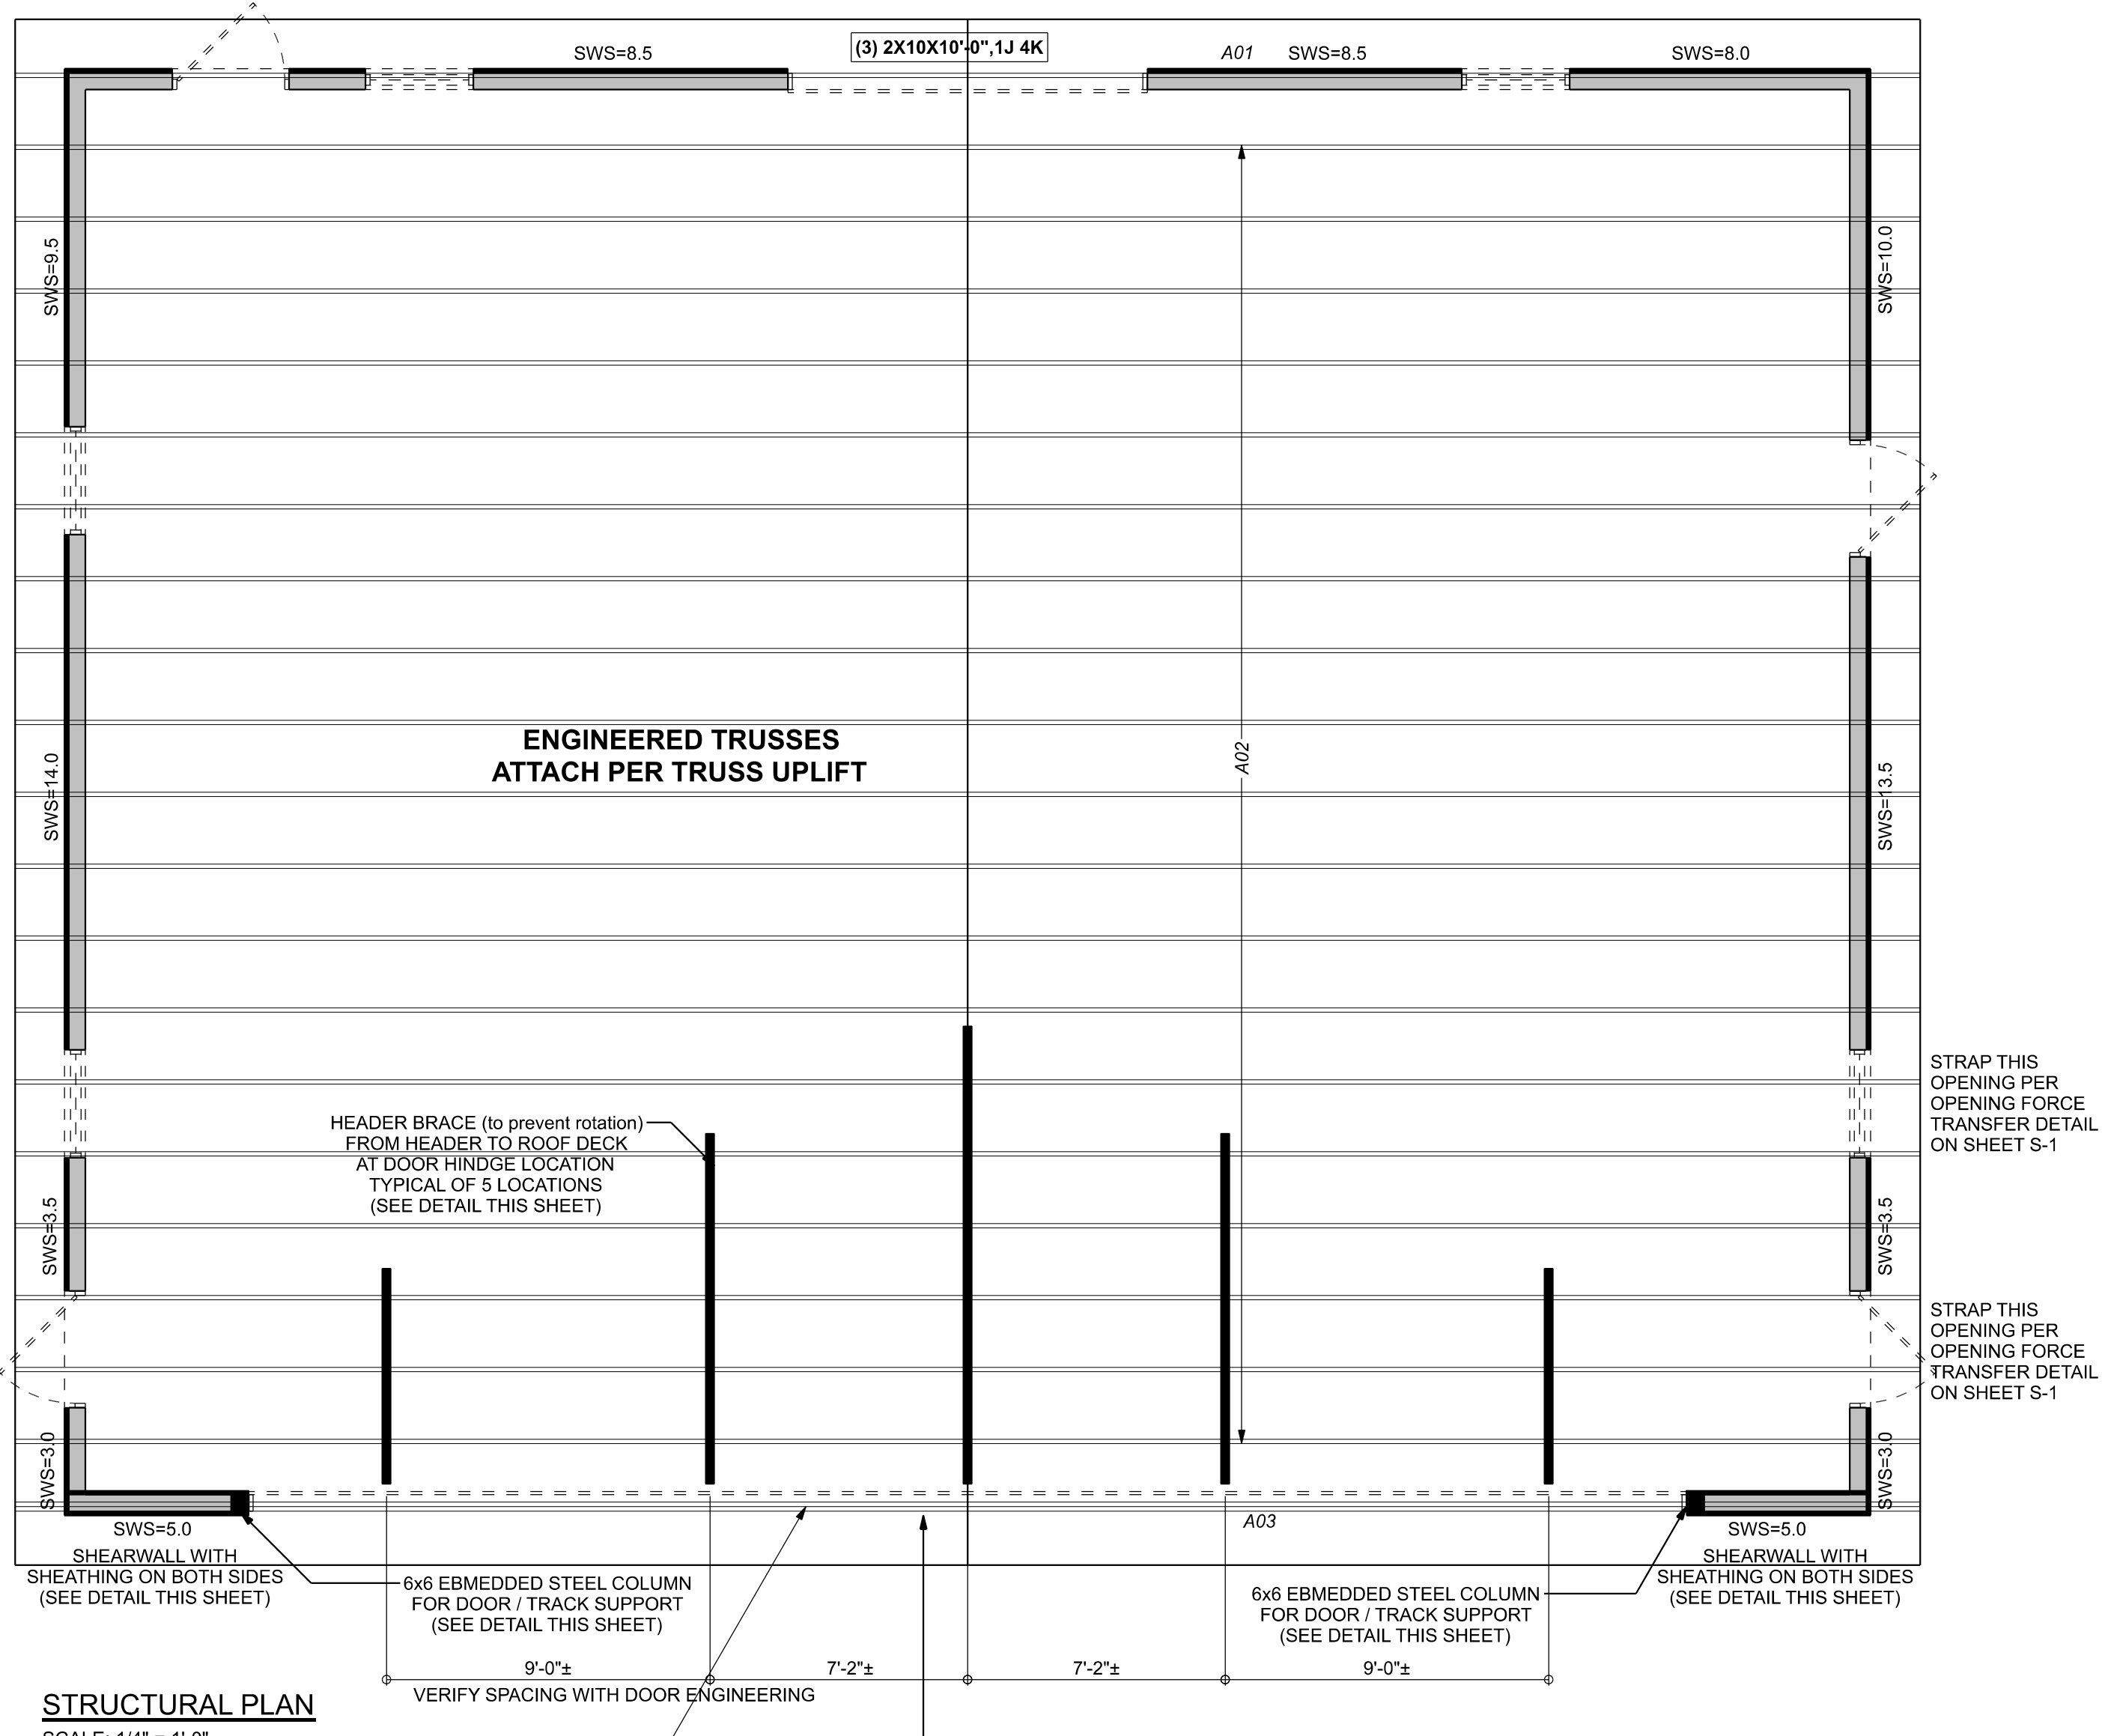 SWS=8.5
(3) 2X10X10'-0",1J 4K
A01
SWS=8.5
SWS=8.0
SWS=9.5
SWS=10.0
ENGINEERED TRUSSES
ATTACH PER TRUSS UPLIFT
A02
SWS=14.0
SWS=13.5
STRAP THIS
OPENING PER
OPENING FORCE
TRANSFER DETAIL
ON SHEET S-1
HEADER BRACE (to prevent rotation)
FROM HEADER TO ROOF DECK
AT DOOR HINDGE LOCATION
TYPICAL OF 5 LOCATIONS
(SEE DETAIL THIS SHEET)
SWS=3.5
SWS=3.5
STRAP THIS
OPENING PER
OPENING FORCE
TRANSFER DETAIL
ON SHEET S-1
SWS=3.0
SWS=3.0
SWS=5.0
A03
SWS=5.0
SHEARWALL WITH
SHEATHING ON BOTH SIDES
(SEE DETAIL THIS SHEET)
6x6 EBMEDDED STEEL COLUMN
FOR DOOR / TRACK SUPPORT
(SEE DETAIL THIS SHEET)
6x6 EBMEDDED STEEL COLUMN
FOR DOOR / TRACK SUPPORT
(SEE DETAIL THIS SHEET)
SHEARWALL WITH
SHEATHING ON BOTH SIDES
(SEE DETAIL THIS SHEET)
9'-0"±
7'-2"±
7'-2"±
9'-0"±
VERIFY SPACING WITH DOOR ENGINEERING
STRUCTURAL PLAN
SCALE: 1/4" = 1'-0"